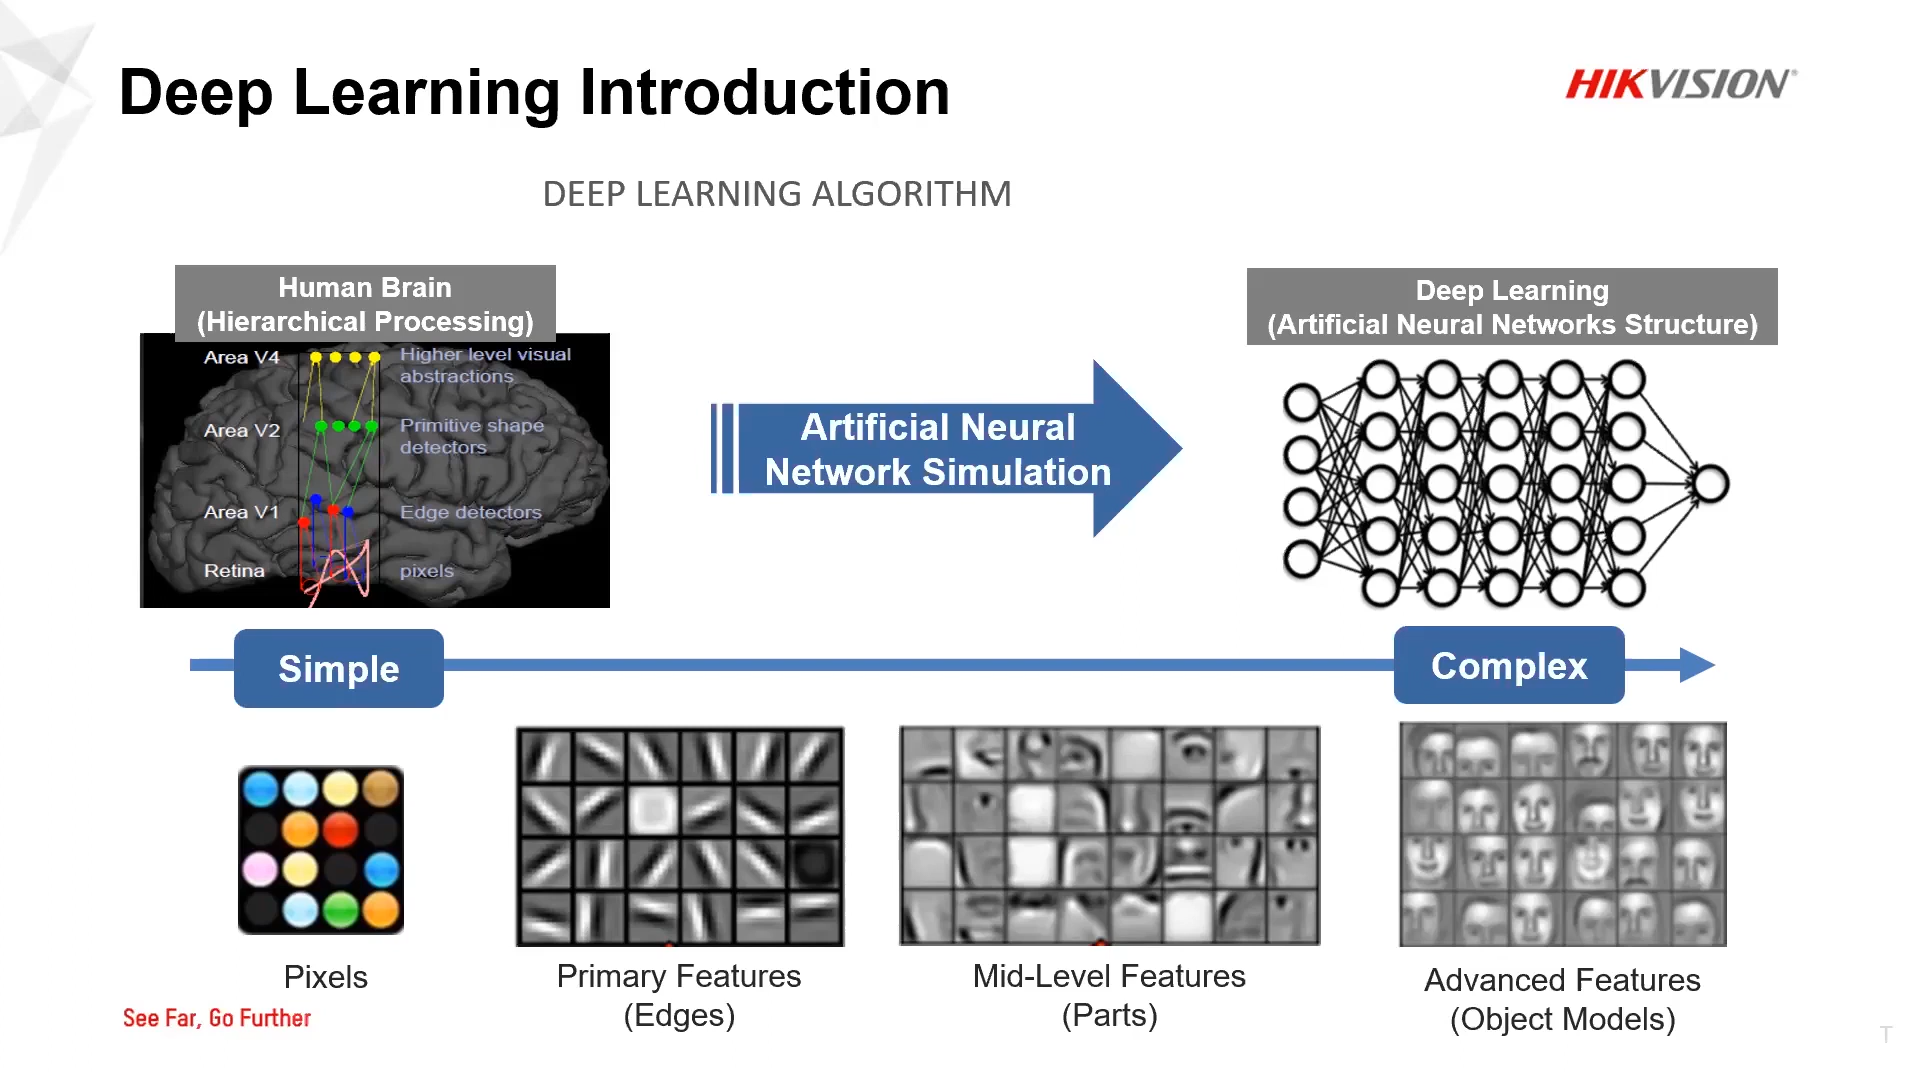 Deep Learning Introduction
HIKVISION®
DEEP LEARNING ALGORITHM
Human Brain
(Hierarchical Processing)
Area V4
Higher level visual
abstractions
Area V2
Primitive shape
detectors
Area V1
Edge detectors
Retina
pixels
Artificial Neural
Network Simulation
Deep Learning
(Artificial Neural Networks Structure)
Simple
Complex
Pixels
Primary Features
(Edges)
Mid-Level Features
(Parts)
Advanced Features
(Object Models)
See Far, Go Further
T